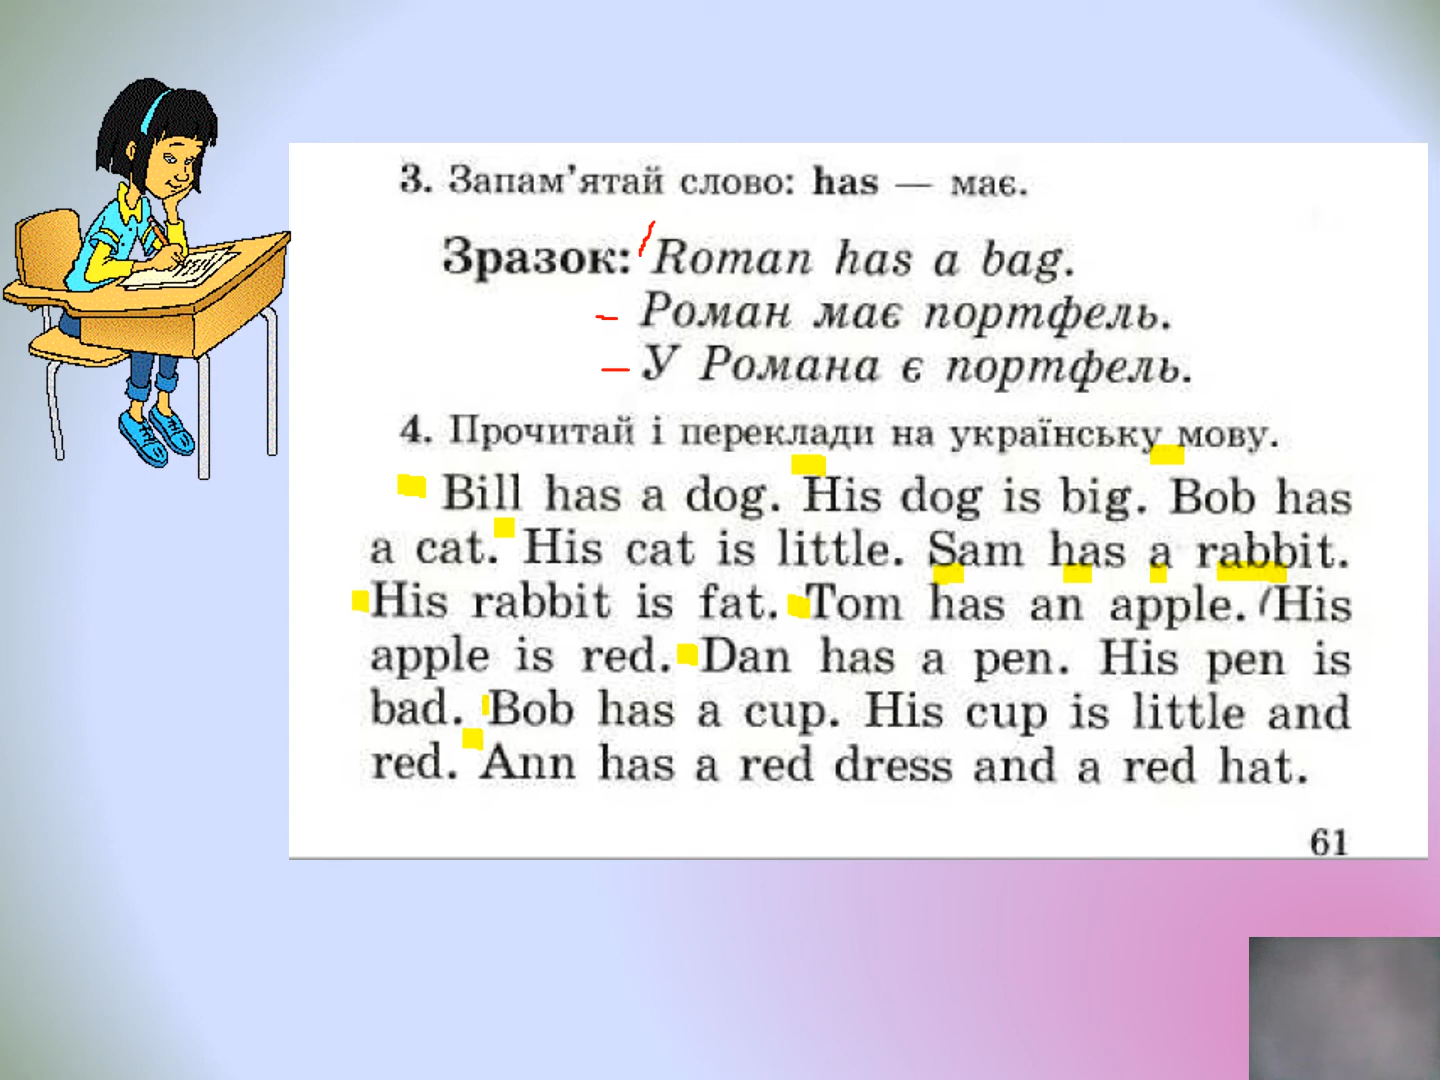 3. Запам’ятай слово: has — має.
Зразок: Roman has a bag.
Роман має портфель.
У Романа є портфель.
4. Прочитай і переклади на українську мову.
Bill has a dog. His dog is big. Bob has
a cat. His cat is little. Sam has a rabbit.
His rabbit is fat. Tom has an apple. His
apple is red. Dan has a pen. His pen is
bad. Bob has a cup. His cup is little and
red. Ann has a red dress and a red hat.
61